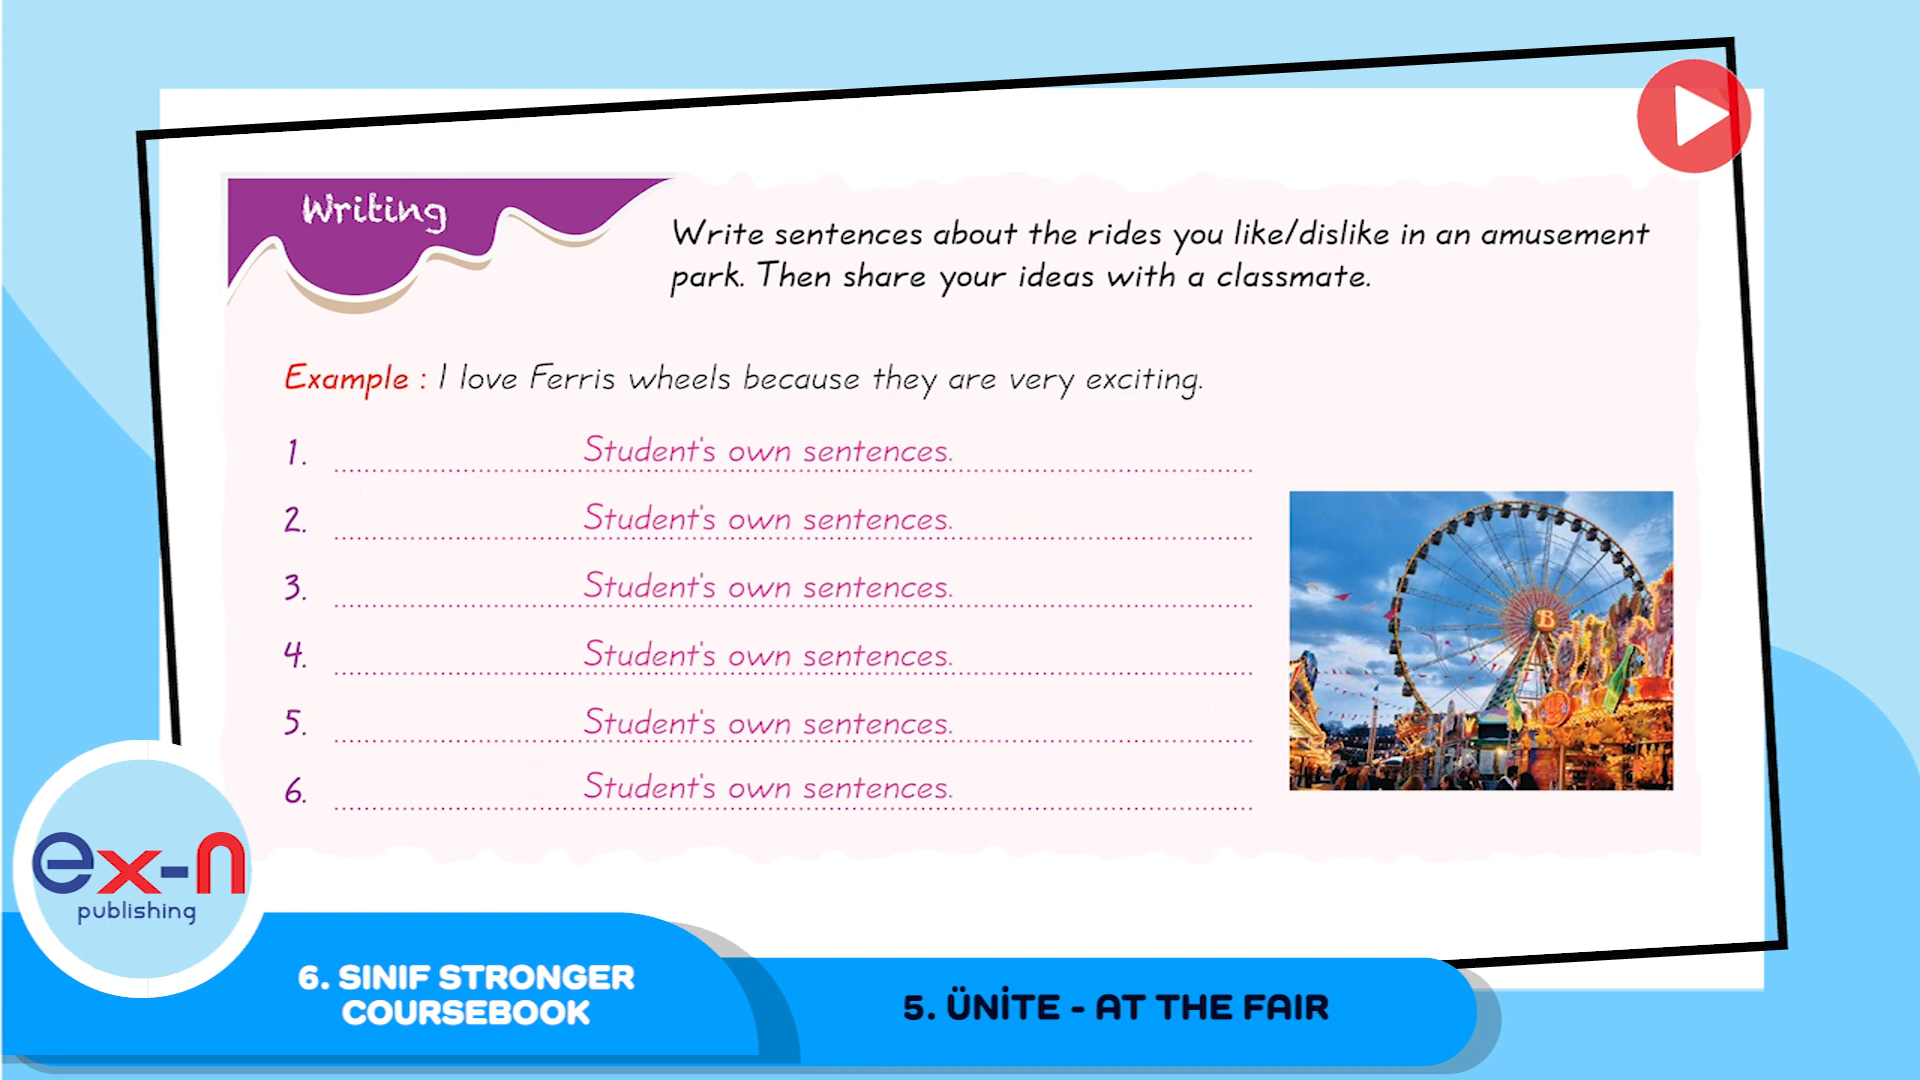 Writing
Write sentences about the rides you like/dislike in an amusement
park. Then share your ideas with a classmate.
Example : I love Ferris wheels because they are very exciting.
1. Student's own sentences.
2. Student's own sentences.
3. Student's own sentences.
4. Student's own sentences.
5. Student's own sentences.
6. Student's own sentences.
B
ex-n
publishing
6. SINIF STRONGER
COURSEBOOK
5. ÜNİTE - AT THE FAIR